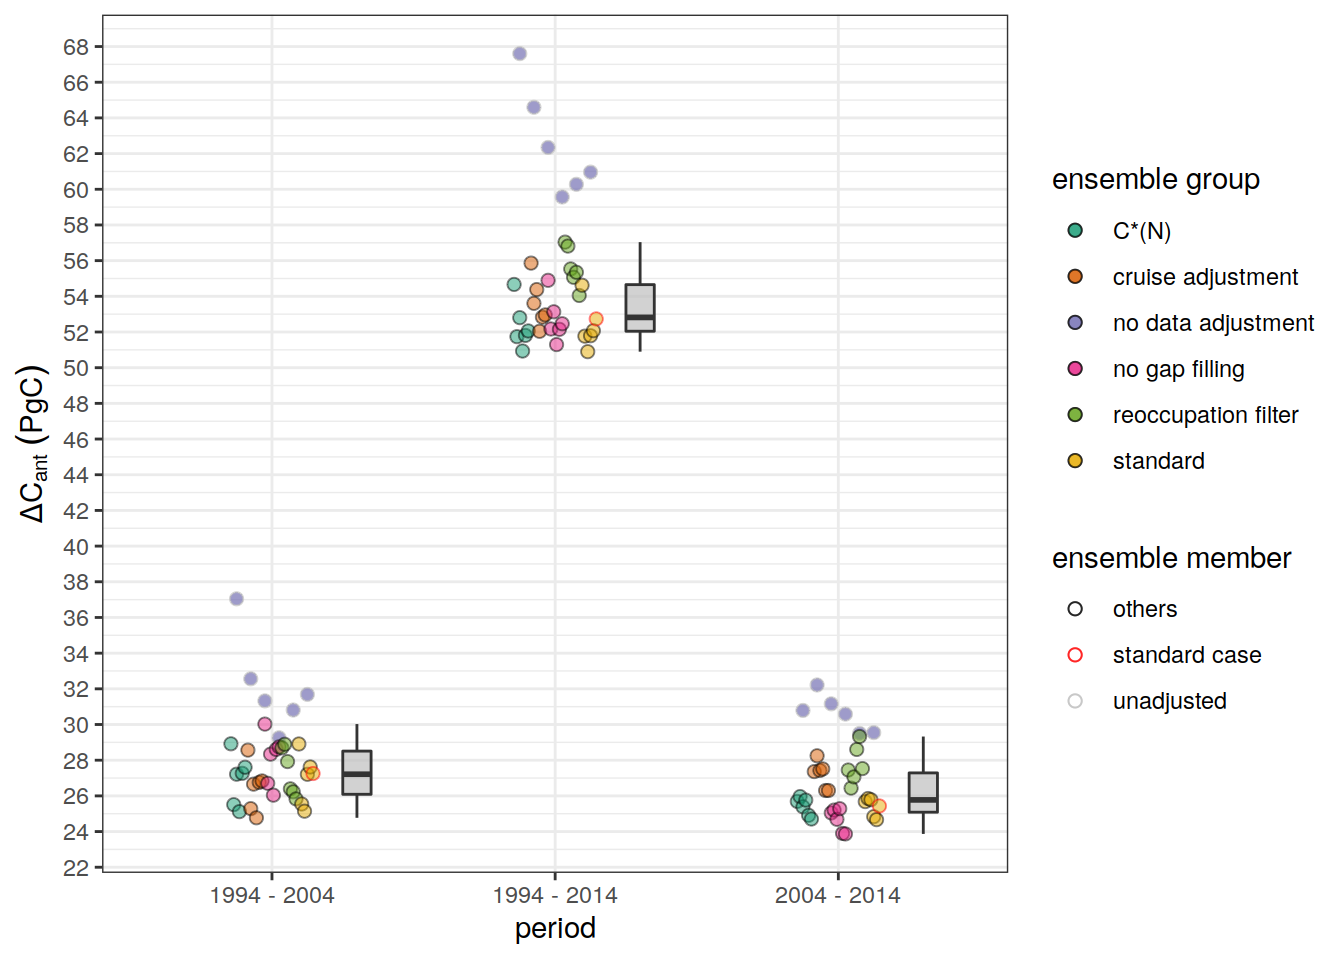 68
66
64
62
60
58
56
54
52
50
48
46
44
42
40
38
36
34
32
30
28
26
24
22
ΔCant (PgC)
1994 - 2004
1994 - 2014
2004 - 2014
period
ensemble group
C*(N)
cruise adjustment
no data adjustment
no gap filling
reoccupation filter
standard
ensemble member
others
standard case
unadjusted